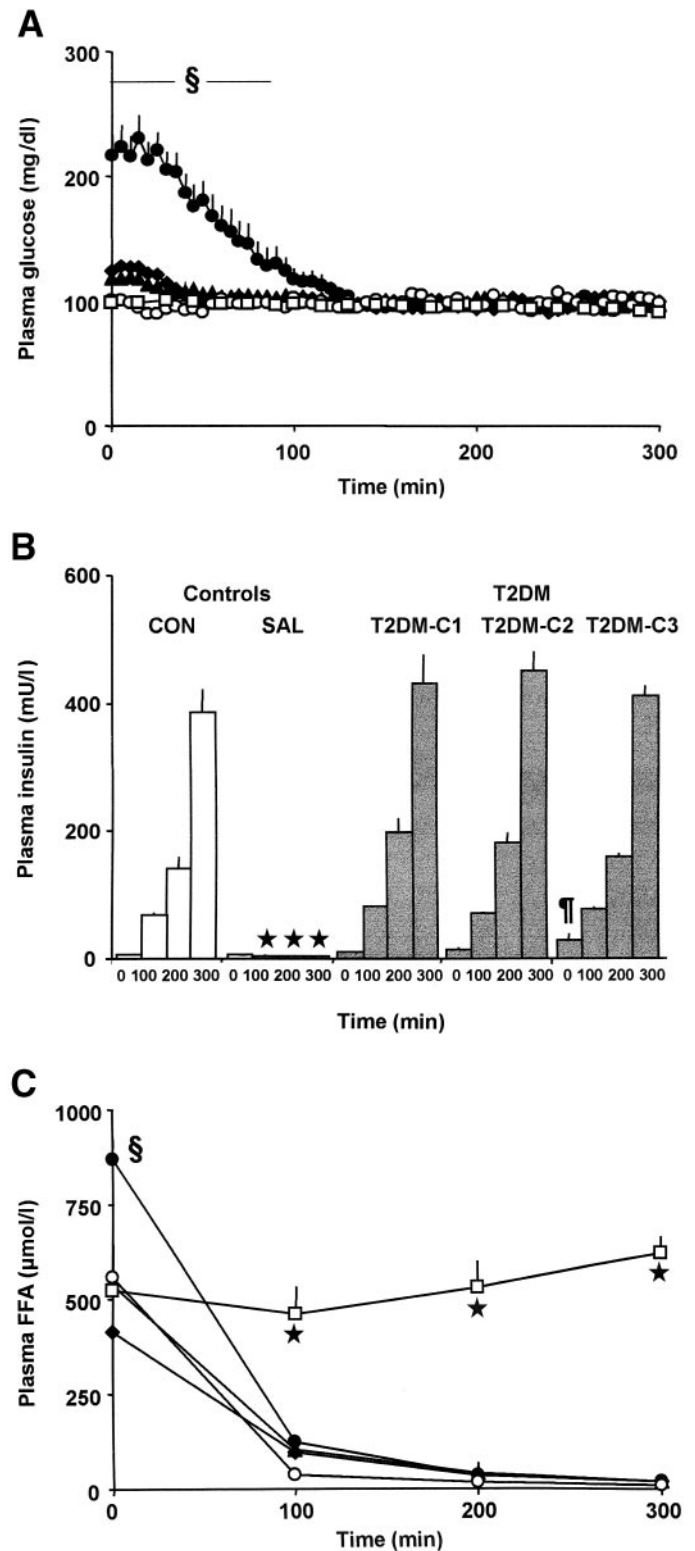 A
300
§
200
100
0
Plasma glucose (mg/dl)
0 100 200 300
Time (min)
B
600
400
200
0
Plasma insulin (mU/l)
Controls T2DM
CON SAL T2DM-C1 T2DM-C2 T2DM-C3
★ ★ ★ ¶
0 100 200 300 0 100 200 300 0 100 200 300 0 100 200 300 0 100 200 300
Time (min)
C
1000
750
500
250
0
Plasma FFA (µmol/l)
§
★ ★ ★
0 100 200 300
Time (min)